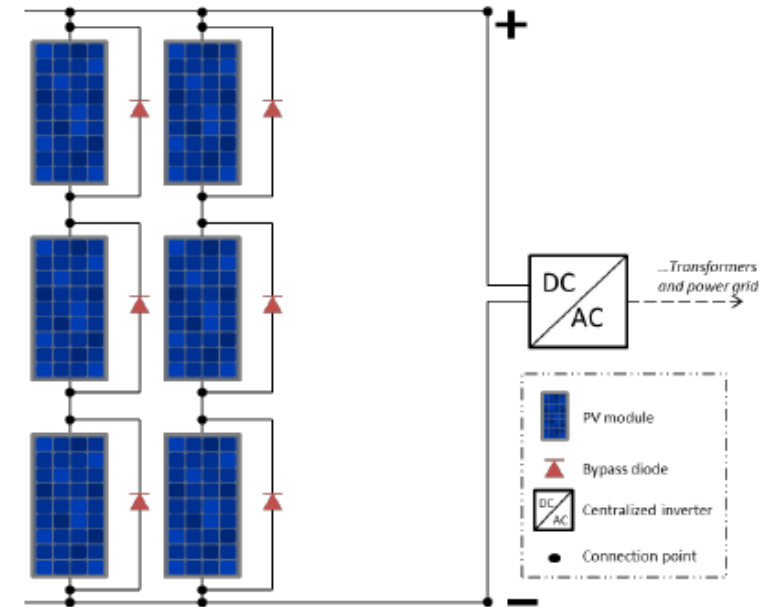 +
DC
AC
...Transformers
and power grid
PV module
Bypass diode
DC
AC
Centralized inverter
Connection point
−